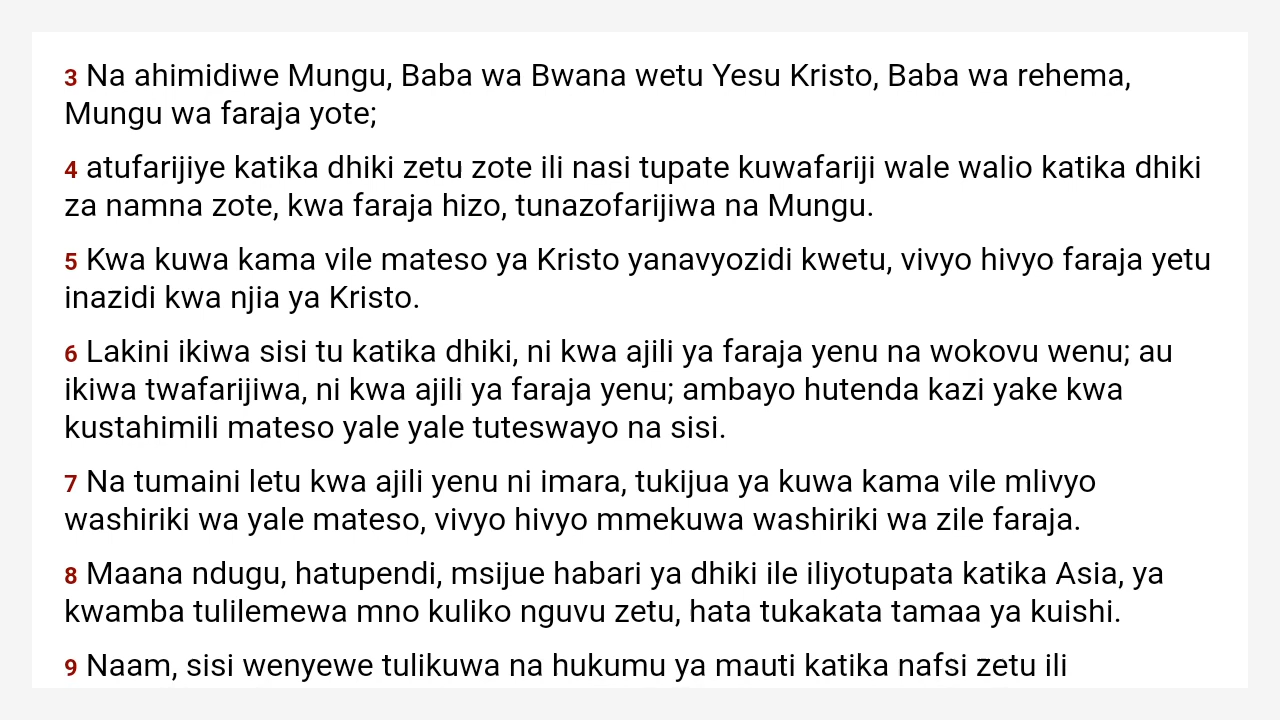 3 Na ahimidiwe Mungu, Baba wa Bwana wetu Yesu Kristo, Baba wa rehema,
Mungu wa faraja yote;
4 atufarijiye katika dhiki zetu zote ili nasi tupate kuwafariji wale walio katika dhiki
za namna zote, kwa faraja hizo, tunazofarijiwa na Mungu.
5 Kwa kuwa kama vile mateso ya Kristo yanavyozidi kwetu, vivyo hivyo faraja yetu
inazidi kwa njia ya Kristo.
6 Lakini ikiwa sisi tu katika dhiki, ni kwa ajili ya faraja yenu na wokovu wenu; au
ikiwa twafarijiwa, ni kwa ajili ya faraja yenu; ambayo hutenda kazi yake kwa
kustahimili mateso yale yale tuteswayo na sisi.
7 Na tumaini letu kwa ajili yenu ni imara, tukijua ya kuwa kama vile mlivyo
washiriki wa yale mateso, vivyo hivyo mmekuwa washiriki wa zile faraja.
8 Maana ndugu, hatupendi, msijue habari ya dhiki ile iliyotupata katika Asia, ya
kwamba tulilemewa mno kuliko nguvu zetu, hata tukakata tamaa ya kuishi.
9 Naam, sisi wenyewe tulikuwa na hukumu ya mauti katika nafsi zetu ili